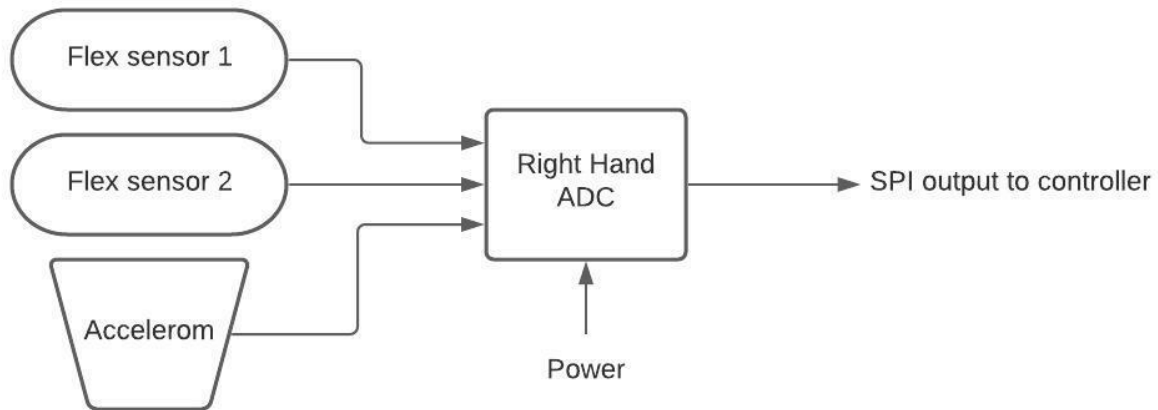 Flex sensor 1
Flex sensor 2
Accelerom
Right Hand
ADC
Power
SPI output to controller